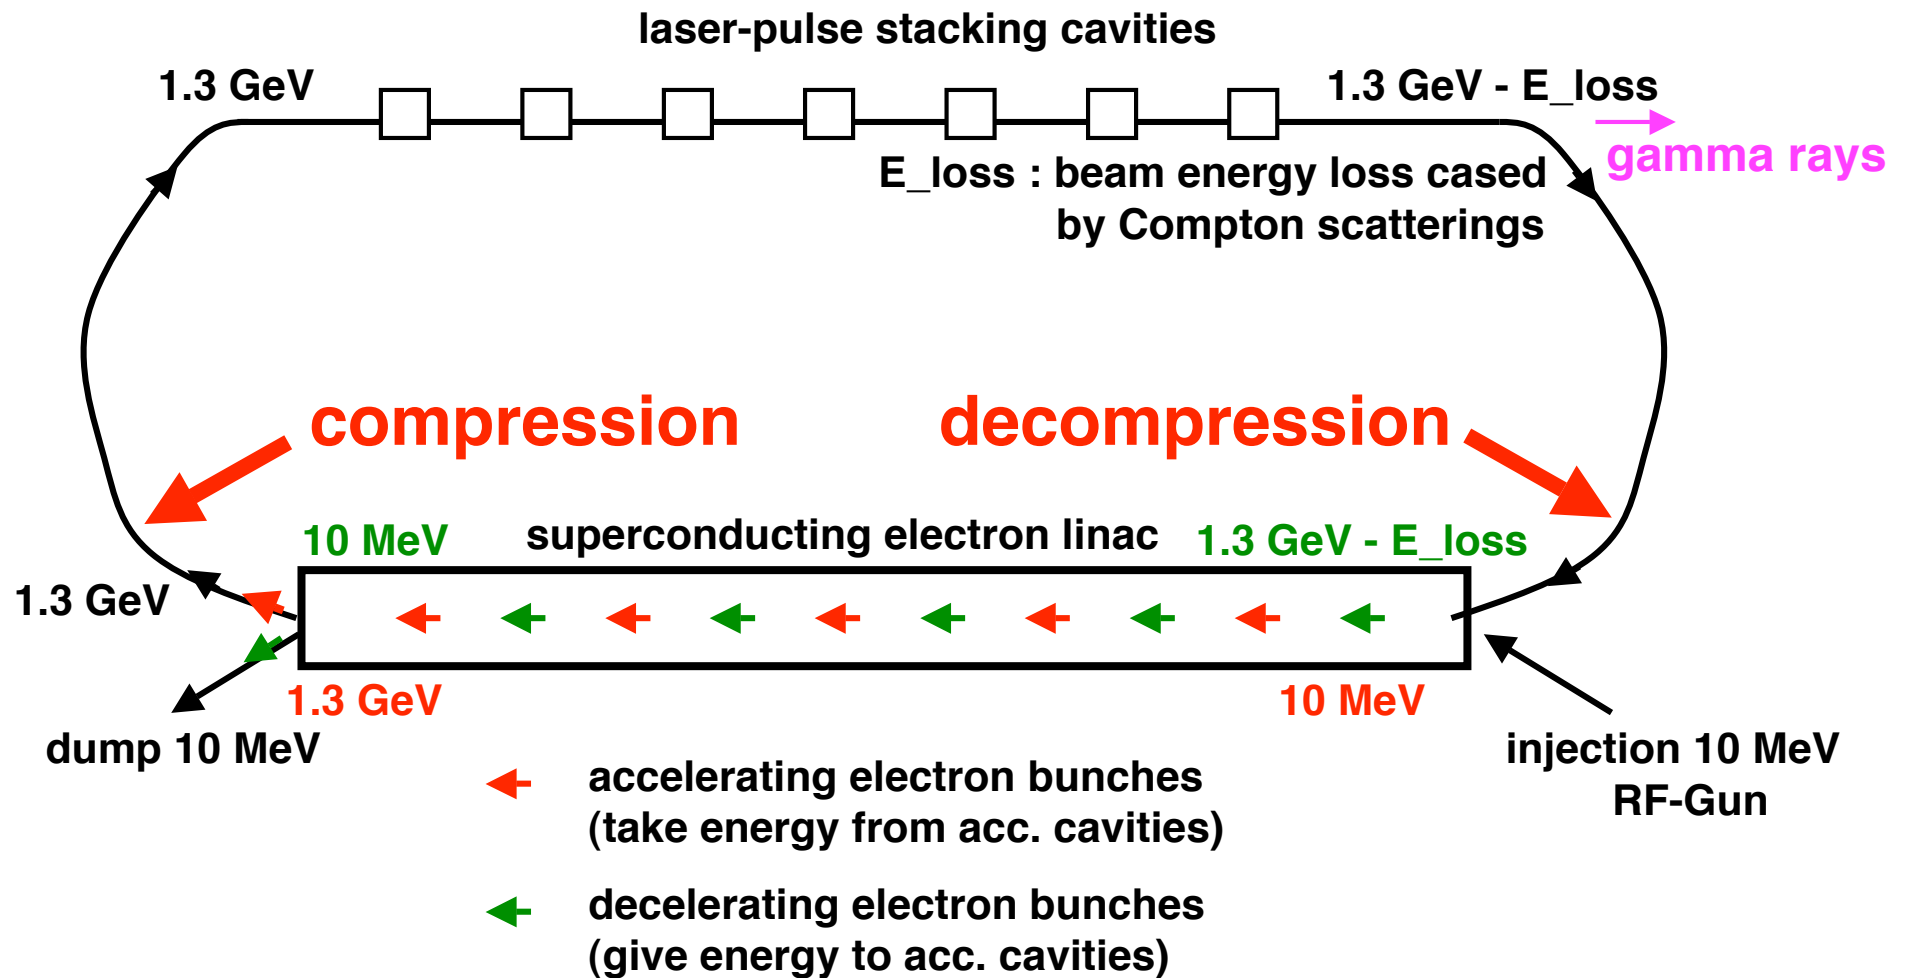 laser-pulse stacking cavities
1.3 GeV
1.3 GeV - E_loss
gamma rays
E_loss : beam energy loss cased
by Compton scatterings
compression
decompression
10 MeV
superconducting electron linac
1.3 GeV - E_loss
1.3 GeV
1.3 GeV
10 MeV
dump 10 MeV
injection 10 MeV
RF-Gun
accelerating electron bunches
(take energy from acc. cavities)
decelerating electron bunches
(give energy to acc. cavities)